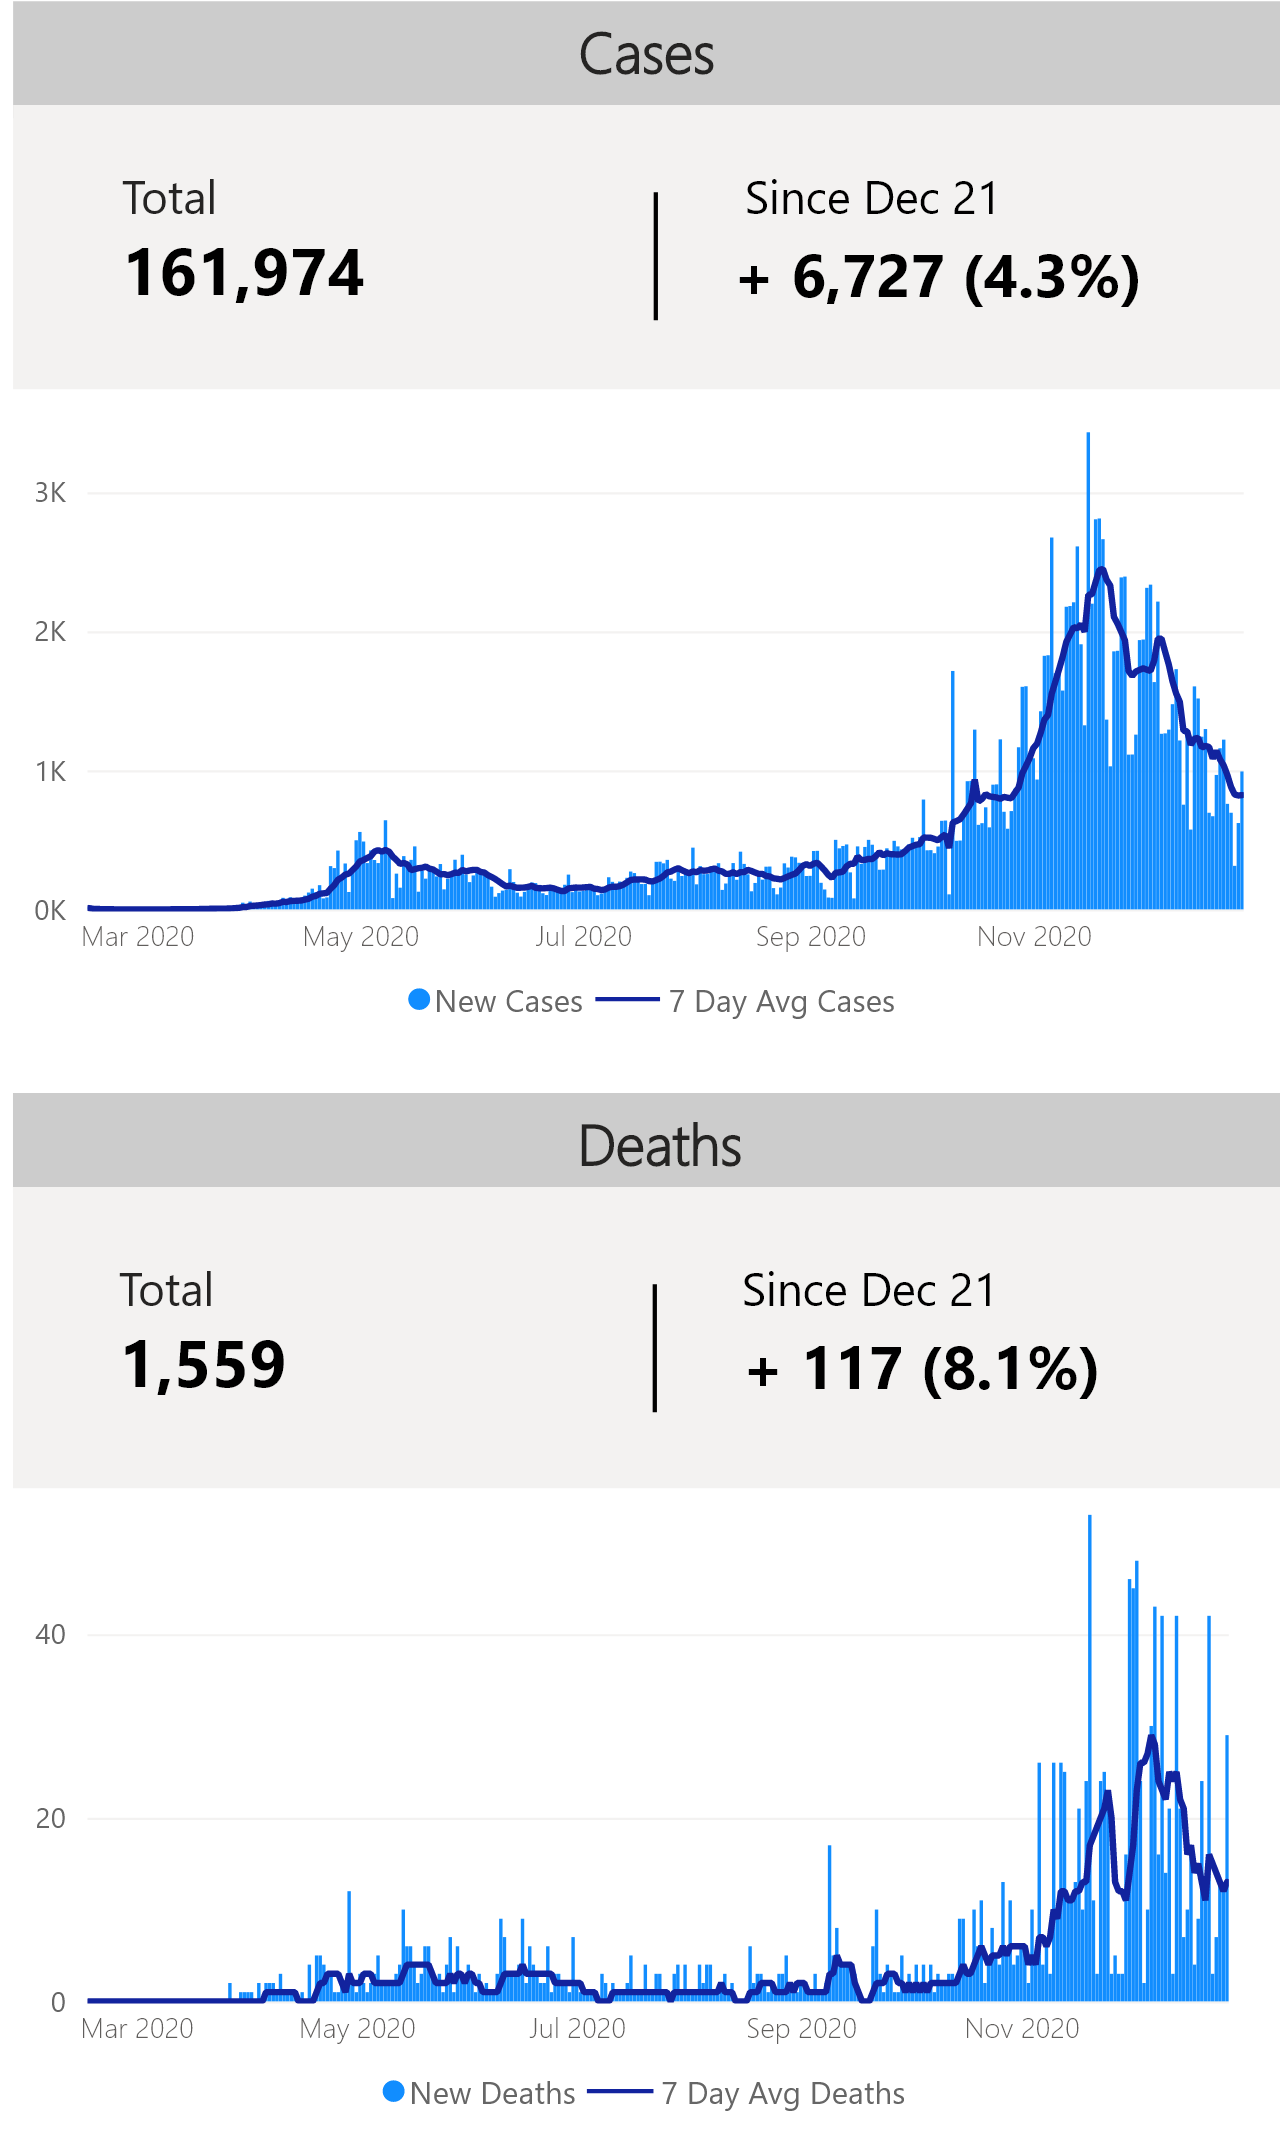 Cases
Total
Since Dec 21
161,974
+ 6,727 (4.3%)
3K
2K
1K
0K
Mar 2020
May 2020
Jul 2020
Sep 2020
Nov 2020
New Cases
7 Day Avg Cases
Deaths
Total
Since Dec 21
1,559
+ 117 (8.1%)
40
20
0
Mar 2020
May 2020
Jul 2020
Sep 2020
Nov 2020
New Deaths
7 Day Avg Deaths